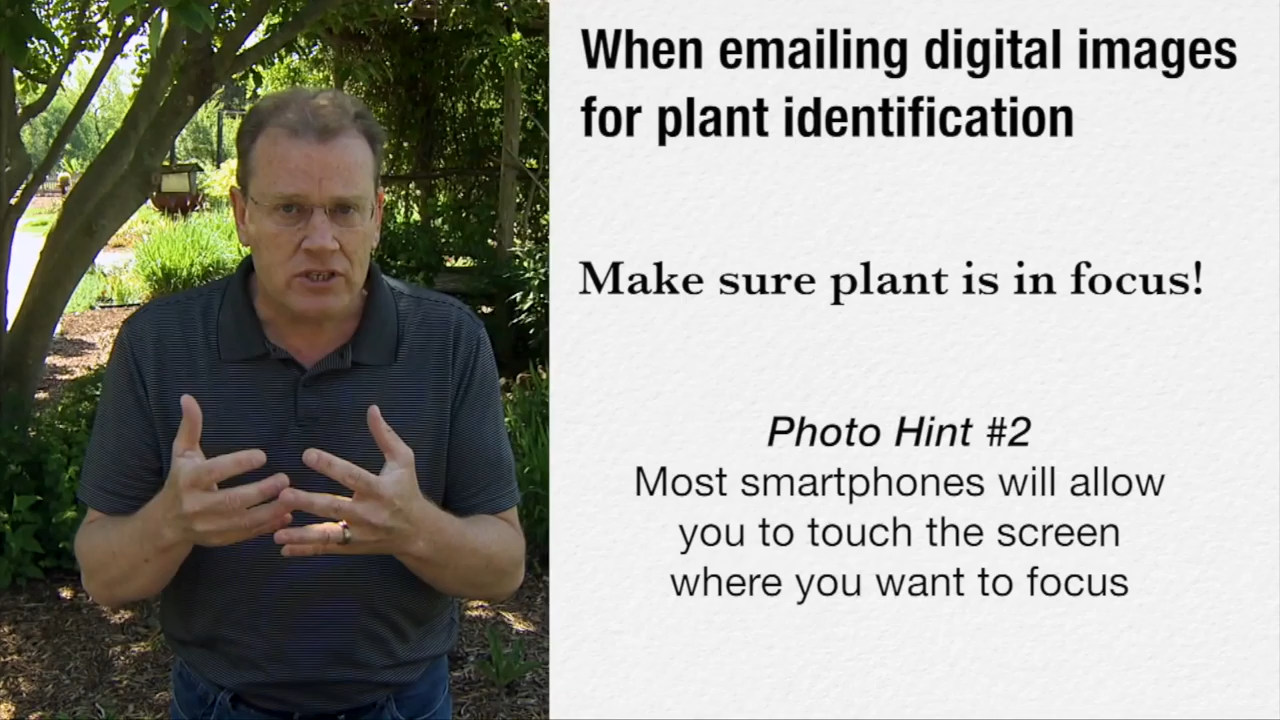 When emailing digital images
for plant identification
Make sure plant is in focus!
Photo Hint #2
Most smartphones will allow
you to touch the screen
where you want to focus